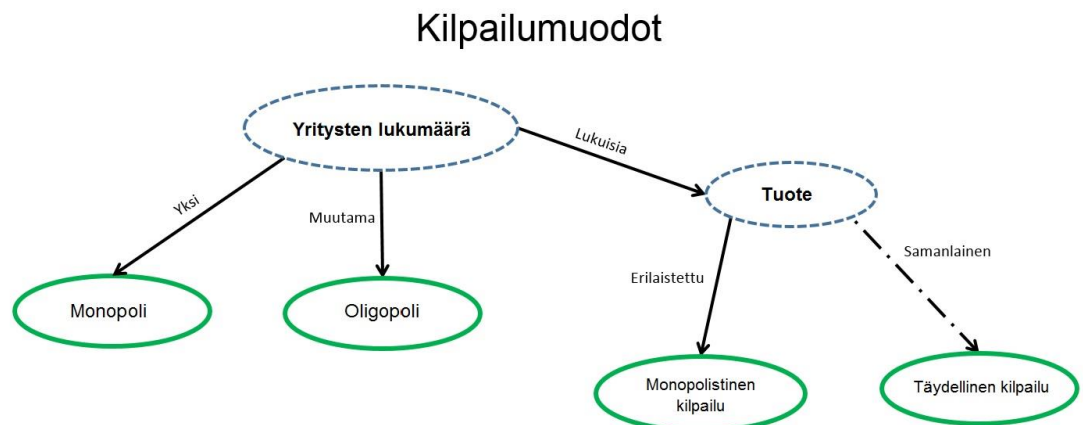 Kilpailumuodot
Yritysten lukumäärä
Lukuisia
Tuote
Yksi
Muutama
Samanlainen
Erilaistettu
Monopoli
Oligopoli
Monopolistinen
kilpailu
Täydellinen kilpailu